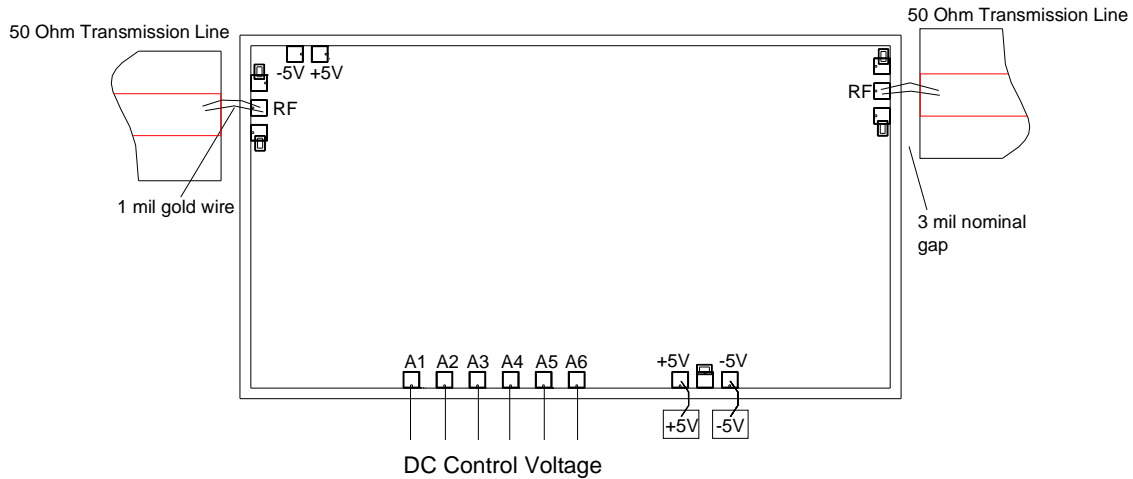 50 Ohm Transmission Line
50 Ohm Transmission Line
-5V +5V
RF
RF
1 mil gold wire
3 mil nominal
gap
A1 A2 A3 A4 A5 A6
+5V -5V
+5V -5V
DC Control Voltage